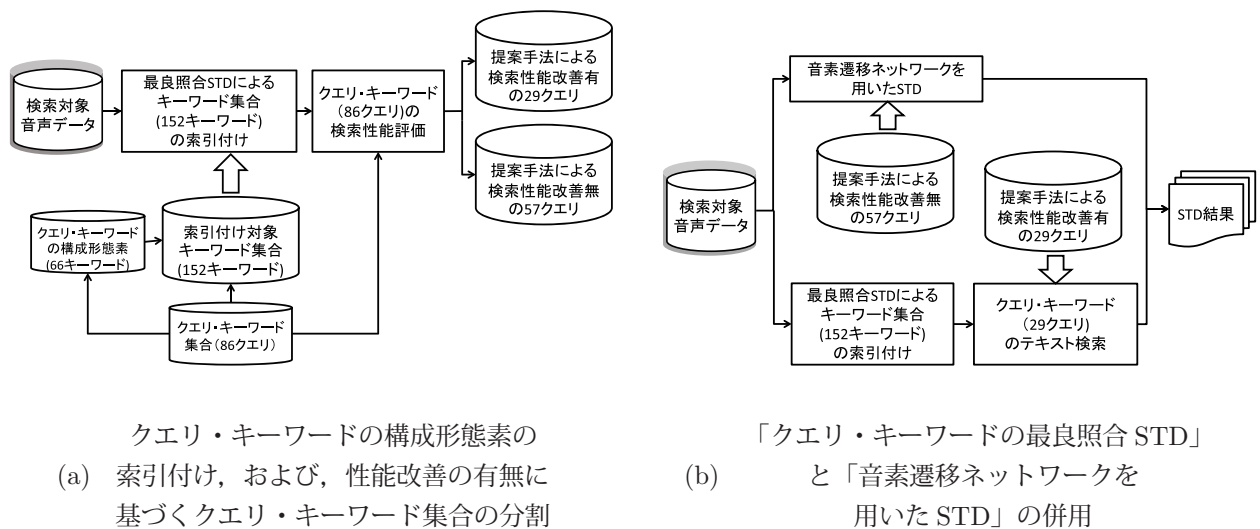 検索対象
音声データ
最良照合STDによる
キーワード集合
(152キーワード)
の索引付け
クエリ・キーワード
(86クエリ)の
検索性能評価
提案手法による
検索性能改善有
の29クエリ
提案手法による
検索性能改善無
の57クエリ
クエリ・キーワード
の構成形態素
(66キーワード)
索引付け対象
キーワード集合
(152キーワード)
クエリ・キーワード
集合(86クエリ)
クエリ・キーワードの構成形態素の
(a) 索引付け,および,性能改善の有無に
基づくクエリ・キーワード集合の分割
検索対象
音声データ
音素遷移ネットワークを
用いたSTD
提案手法による
検索性能改善無
の57クエリ
提案手法による
検索性能改善有
の29クエリ
最良照合STDによる
キーワード集合
(152キーワード)
の索引付け
クエリ・キーワード
(29クエリ)
のテキスト検索
STD結果
「クエリ・キーワードの最良照合 STD」
(b) と「音素遷移ネットワークを
用いた STD」の併用